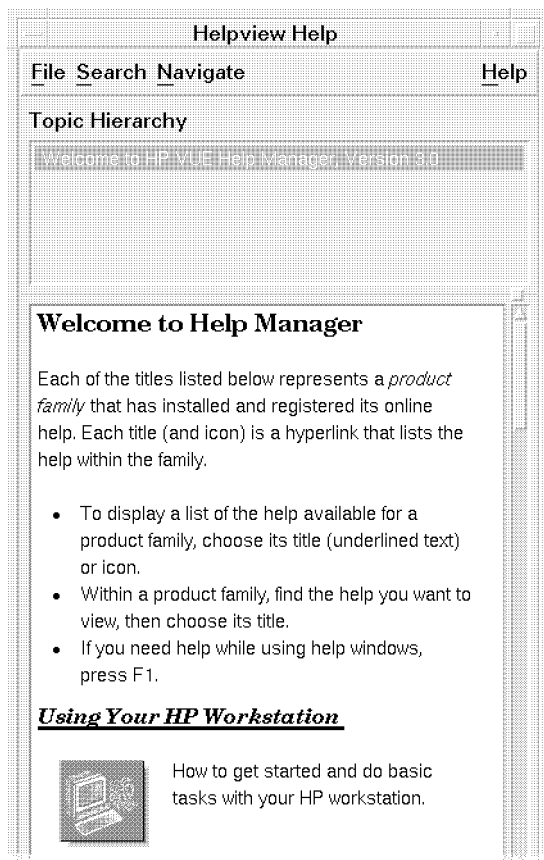 Helpview Help
File Search Navigate Help
Topic Hierarchy
Welcome to HP VUE Help Manager, Version 3.0
Welcome to Help Manager
Each of the titles listed below represents a product
family that has installed and registered its online
help. Each title (and icon) is a hyperlink that lists the
help within the family.
• To display a list of the help available for a
product family, choose its title (underlined text)
or icon.
• Within a product family, find the help you want to
view, then choose its title.
• If you need help while using help windows,
press F1.
Using Your HP Workstation
How to get started and do basic
tasks with your HP workstation.